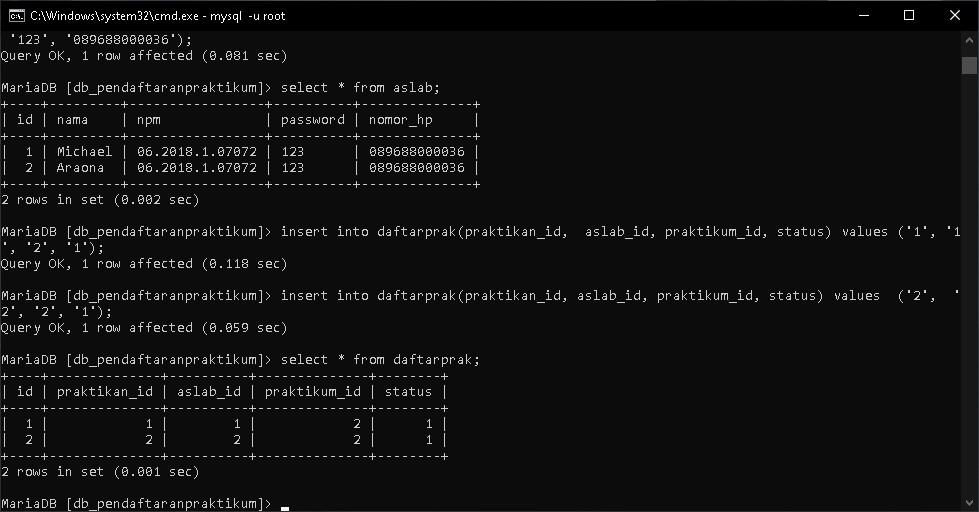 C:\Windows\system32\cmd.exe - mysql  -u root
 '123', '089688000036');
Query OK, 1 row affected (0.081 sec)
MariaDB [db_pendaftaranpraktikum]> select * from aslab;
+----+---------+-----------------+----------+--------------+
| id | nama    | npm             | password | nomor_hp     |
+----+---------+-----------------+----------+--------------+
|  1 | Michael | 06.2018.1.07072 | 123      | 089688000036 |
|  2 | Araona  | 06.2018.1.07072 | 123      | 089688000036 |
+----+---------+-----------------+----------+--------------+
2 rows in set (0.002 sec)
MariaDB [db_pendaftaranpraktikum]> insert into daftarprak(praktikan_id,  aslab_id, praktikum_id, status) values ('1', '1
', '2', '1');
Query OK, 1 row affected (0.118 sec)
MariaDB [db_pendaftaranpraktikum]> insert into daftarprak(praktikan_id, aslab_id, praktikum_id, status) values  ('2',  '
2', '2', '1');
Query OK, 1 row affected (0.059 sec)
MariaDB [db_pendaftaranpraktikum]> select * from daftarprak;
+----+--------------+----------+--------------+--------+
| id | praktikan_id | aslab_id | praktikum_id | status |
+----+--------------+----------+--------------+--------+
|  1 |            1 |        1 |            2 |      1 |
|  2 |            2 |        2 |            2 |      1 |
+----+--------------+----------+--------------+--------+
2 rows in set (0.001 sec)
MariaDB [db_pendaftaranpraktikum]> _